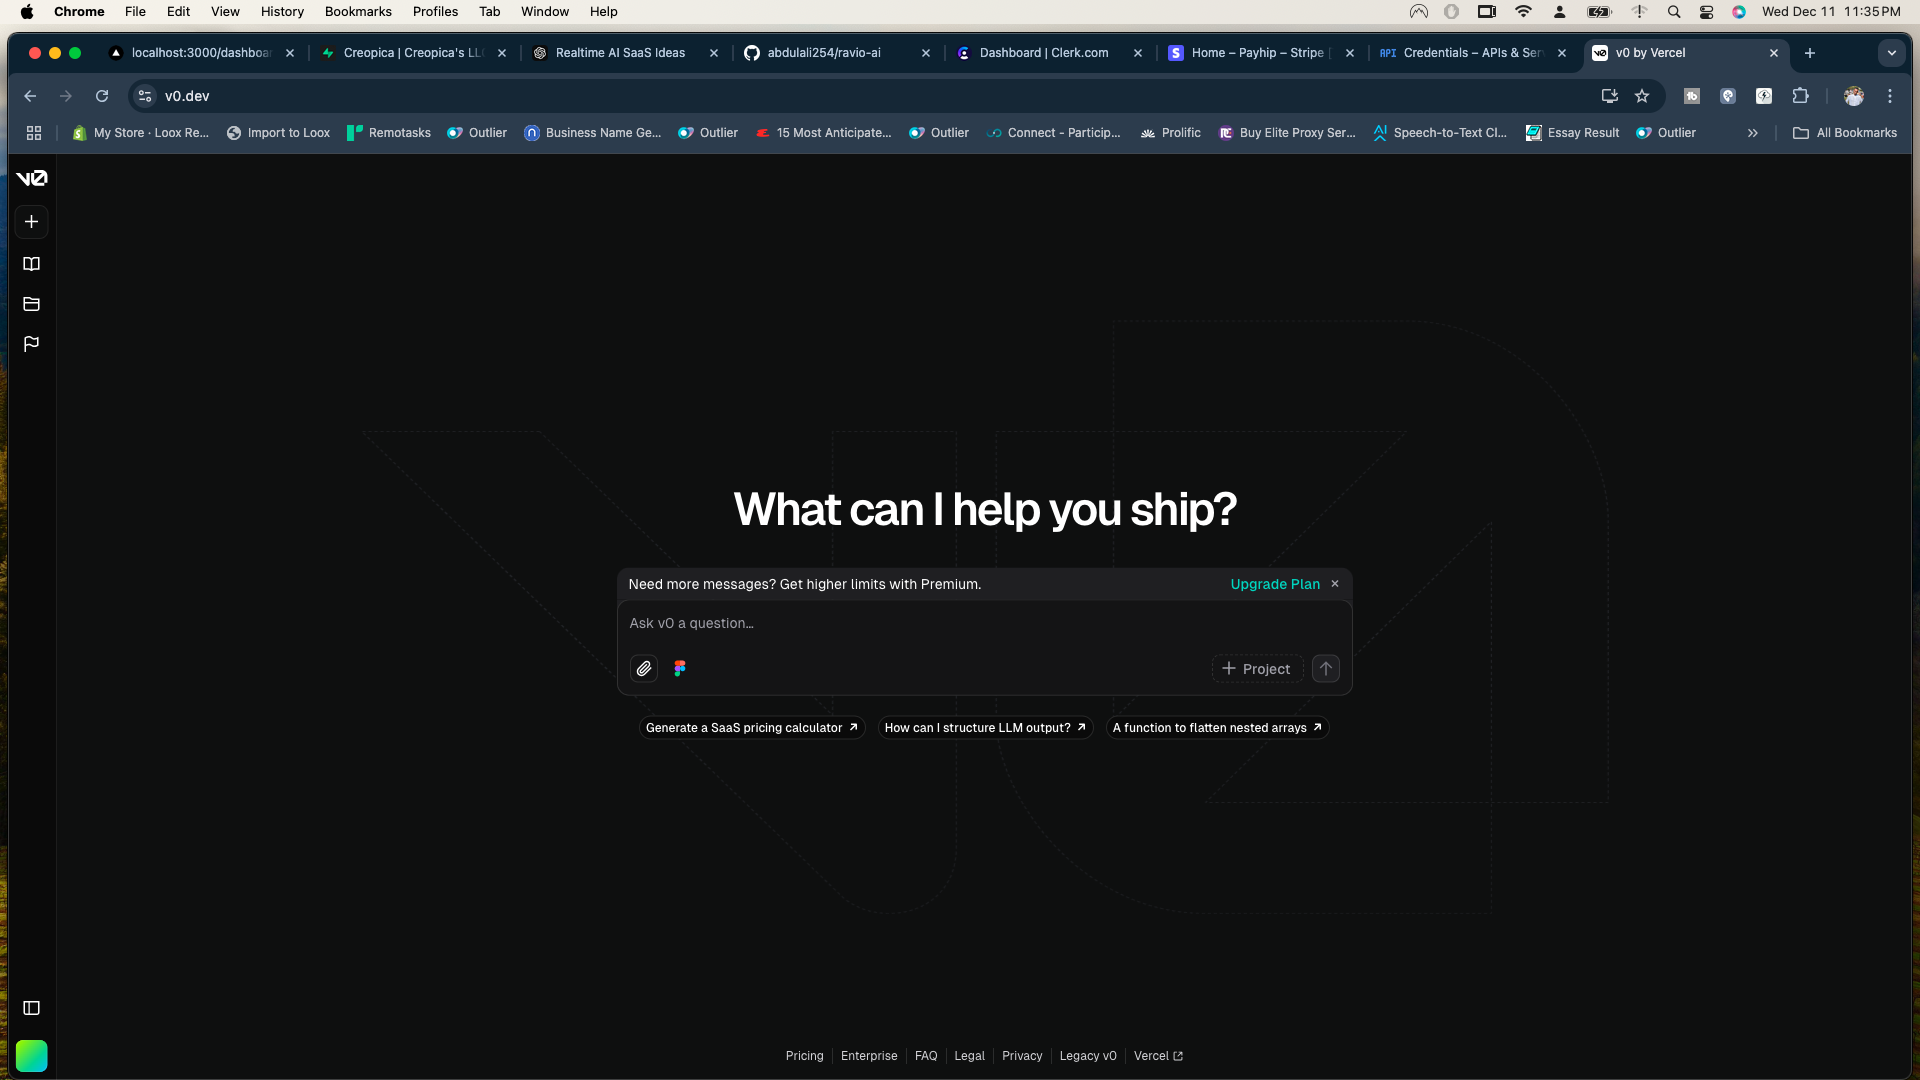 Chrome File Edit View History Bookmarks Profiles Tab Window Help Wed Dec 11 11:35 PM
localhost:3000/dashboa Creopica | Creopica's LLC Realtime AI SaaS Ideas abdulali254/ravio-ai Dashboard | Clerk.com Home – Payhip – Stripe [ API Credentials – APIs & Ser v0 v0 by Vercel
v0.dev
My Store · Loox Re... Import to Loox Remotasks Outlier Business Name Ge... Outlier 15 Most Anticipate... Outlier Connect - Particip... Prolific Buy Elite Proxy Ser... Speech-to-Text Cl... Essay Result Outlier All Bookmarks
v0
What can I help you ship?
Need more messages? Get higher limits with Premium. Upgrade Plan
Ask v0 a question...
Project
Generate a SaaS pricing calculator How can I structure LLM output? A function to flatten nested arrays
Pricing Enterprise FAQ Legal Privacy Legacy v0 Vercel